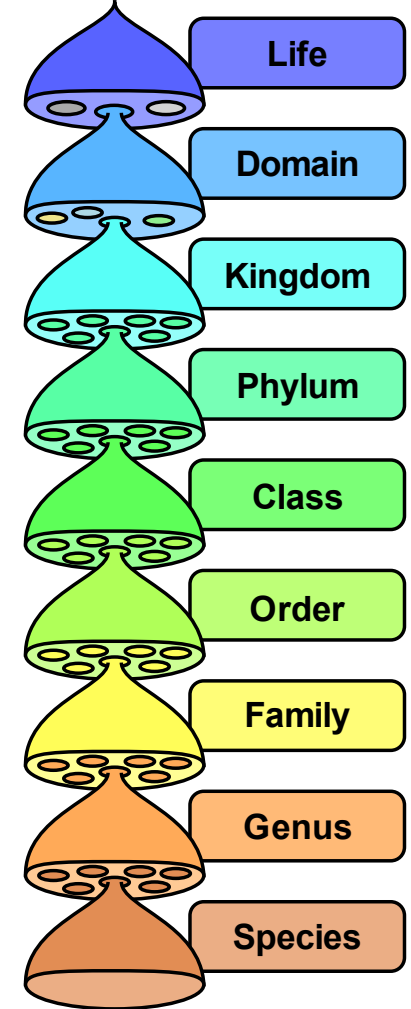 Life
Domain
Kingdom
Phylum
Class
Order
Family
Genus
Species